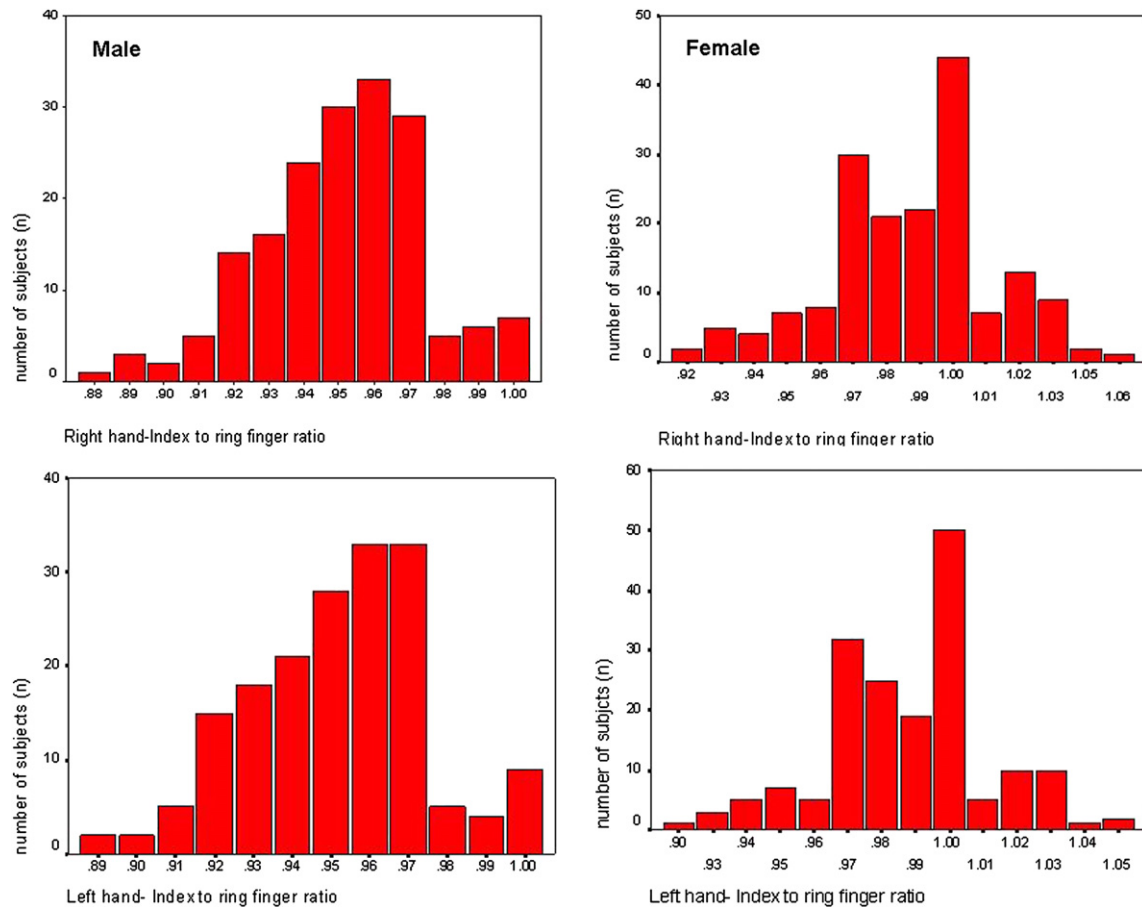 Male
number of subjects (n)
40
30
20
10
0
.88 .89 .90 .91 .92 .93 .94 .95 .96 .97 .98 .99 1.00
Right hand-Index to ring finger ratio
Female
number of subjects (n)
50
40
30
20
10
0
.92 .94 .96 .98 1.00 1.02 1.05
.93 .95 .97 .99 1.01 1.03 1.06
Right hand-Index to ring finger ratio
number of subjects (n)
40
30
20
10
0
.89 .90 .91 .92 .93 .94 .95 .96 .97 .98 .99 1.00
Left hand- Index to ring finger ratio
number of subjcts (n)
60
50
40
30
20
10
0
.90 .94 .96 .98 1.00 1.02 1.04
.93 .95 .97 .99 1.01 1.03 1.05
Left hand- Index to ring finger ratio